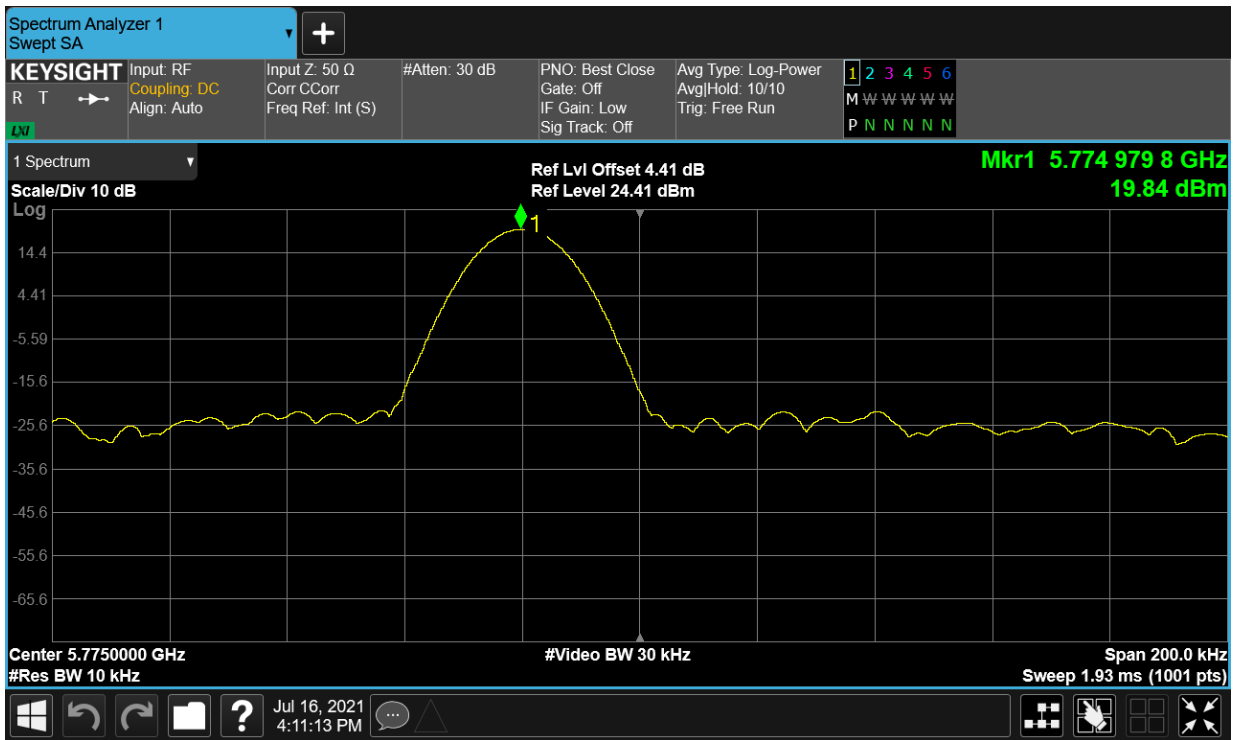 Spectrum Analyzer 1
Swept SA
+
KEYSIGHT
R T
LXI
Input: RF
Coupling: DC
Align: Auto
Input Z: 50 Ω
Corr CCorr
Freq Ref: Int (S)
#Atten: 30 dB
PNO: Best Close
Gate: Off
IF Gain: Low
Sig Track: Off
Avg Type: Log-Power
Avg|Hold: 10/10
Trig: Free Run
1 2 3 4 5 6
M W W W W W
P N N N N N
1 Spectrum
Scale/Div 10 dB
Log
Ref Lvl Offset 4.41 dB
Ref Level 24.41 dBm
Mkr1 5.774 979 8 GHz
19.84 dBm
1
14.4
4.41
-5.59
-15.6
-25.6
-35.6
-45.6
-55.6
-65.6
Center 5.7750000 GHz
#Res BW 10 kHz
#Video BW 30 kHz
Span 200.0 kHz
Sweep 1.93 ms (1001 pts)
?
Jul 16, 2021
4:11:13 PM